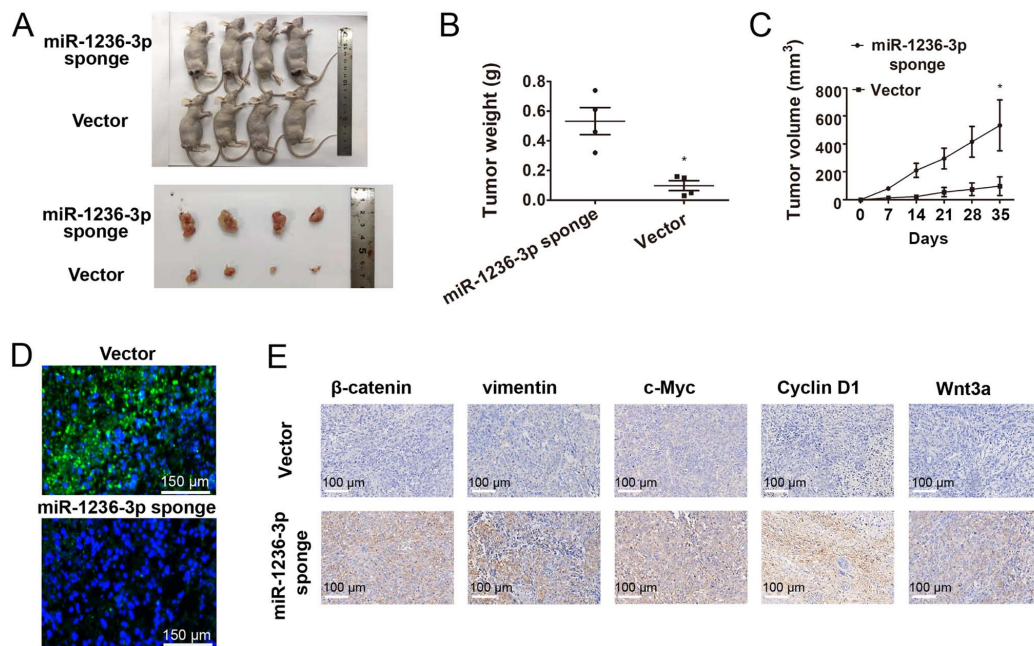 A
miR-1236-3p
sponge
Vector
miR-1236-3p
sponge
Vector
B
Tumor weight (g)
0.8
0.6
0.4
0.2
0.0
*
miR-1236-3p sponge
Vector
C
miR-1236-3p
sponge
Vector
Tumor volume (mm³)
800
600
400
200
0
*
0 7 14 21 28 35
Days
D
Vector
150 µm
miR-1236-3p sponge
150 µm
E
β-catenin vimentin c-Myc Cyclin D1 Wnt3a
Vector
100 µm 100 µm 100 µm 100 µm 100 µm
miR-1236-3p
sponge
100 µm 100 µm 100 µm 100 µm 100 µm